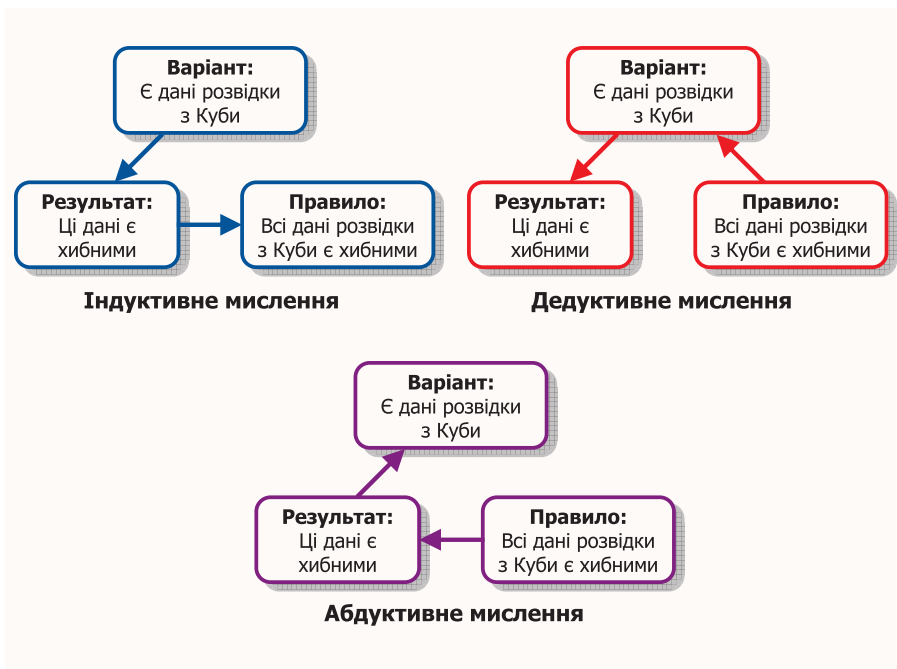 Варіант:
Є дані розвідки
з Куби
Результат:
Ці дані є
хибними
Правило:
Всі дані розвідки
з Куби є хибними
Індуктивне мислення
Варіант:
Є дані розвідки
з Куби
Результат:
Ці дані є
хибними
Правило:
Всі дані розвідки
з Куби є хибними
Дедуктивне мислення
Варіант:
Є дані розвідки
з Куби
Результат:
Ці дані є
хибними
Правило:
Всі дані розвідки
з Куби є хибними
Абдуктивне мислення